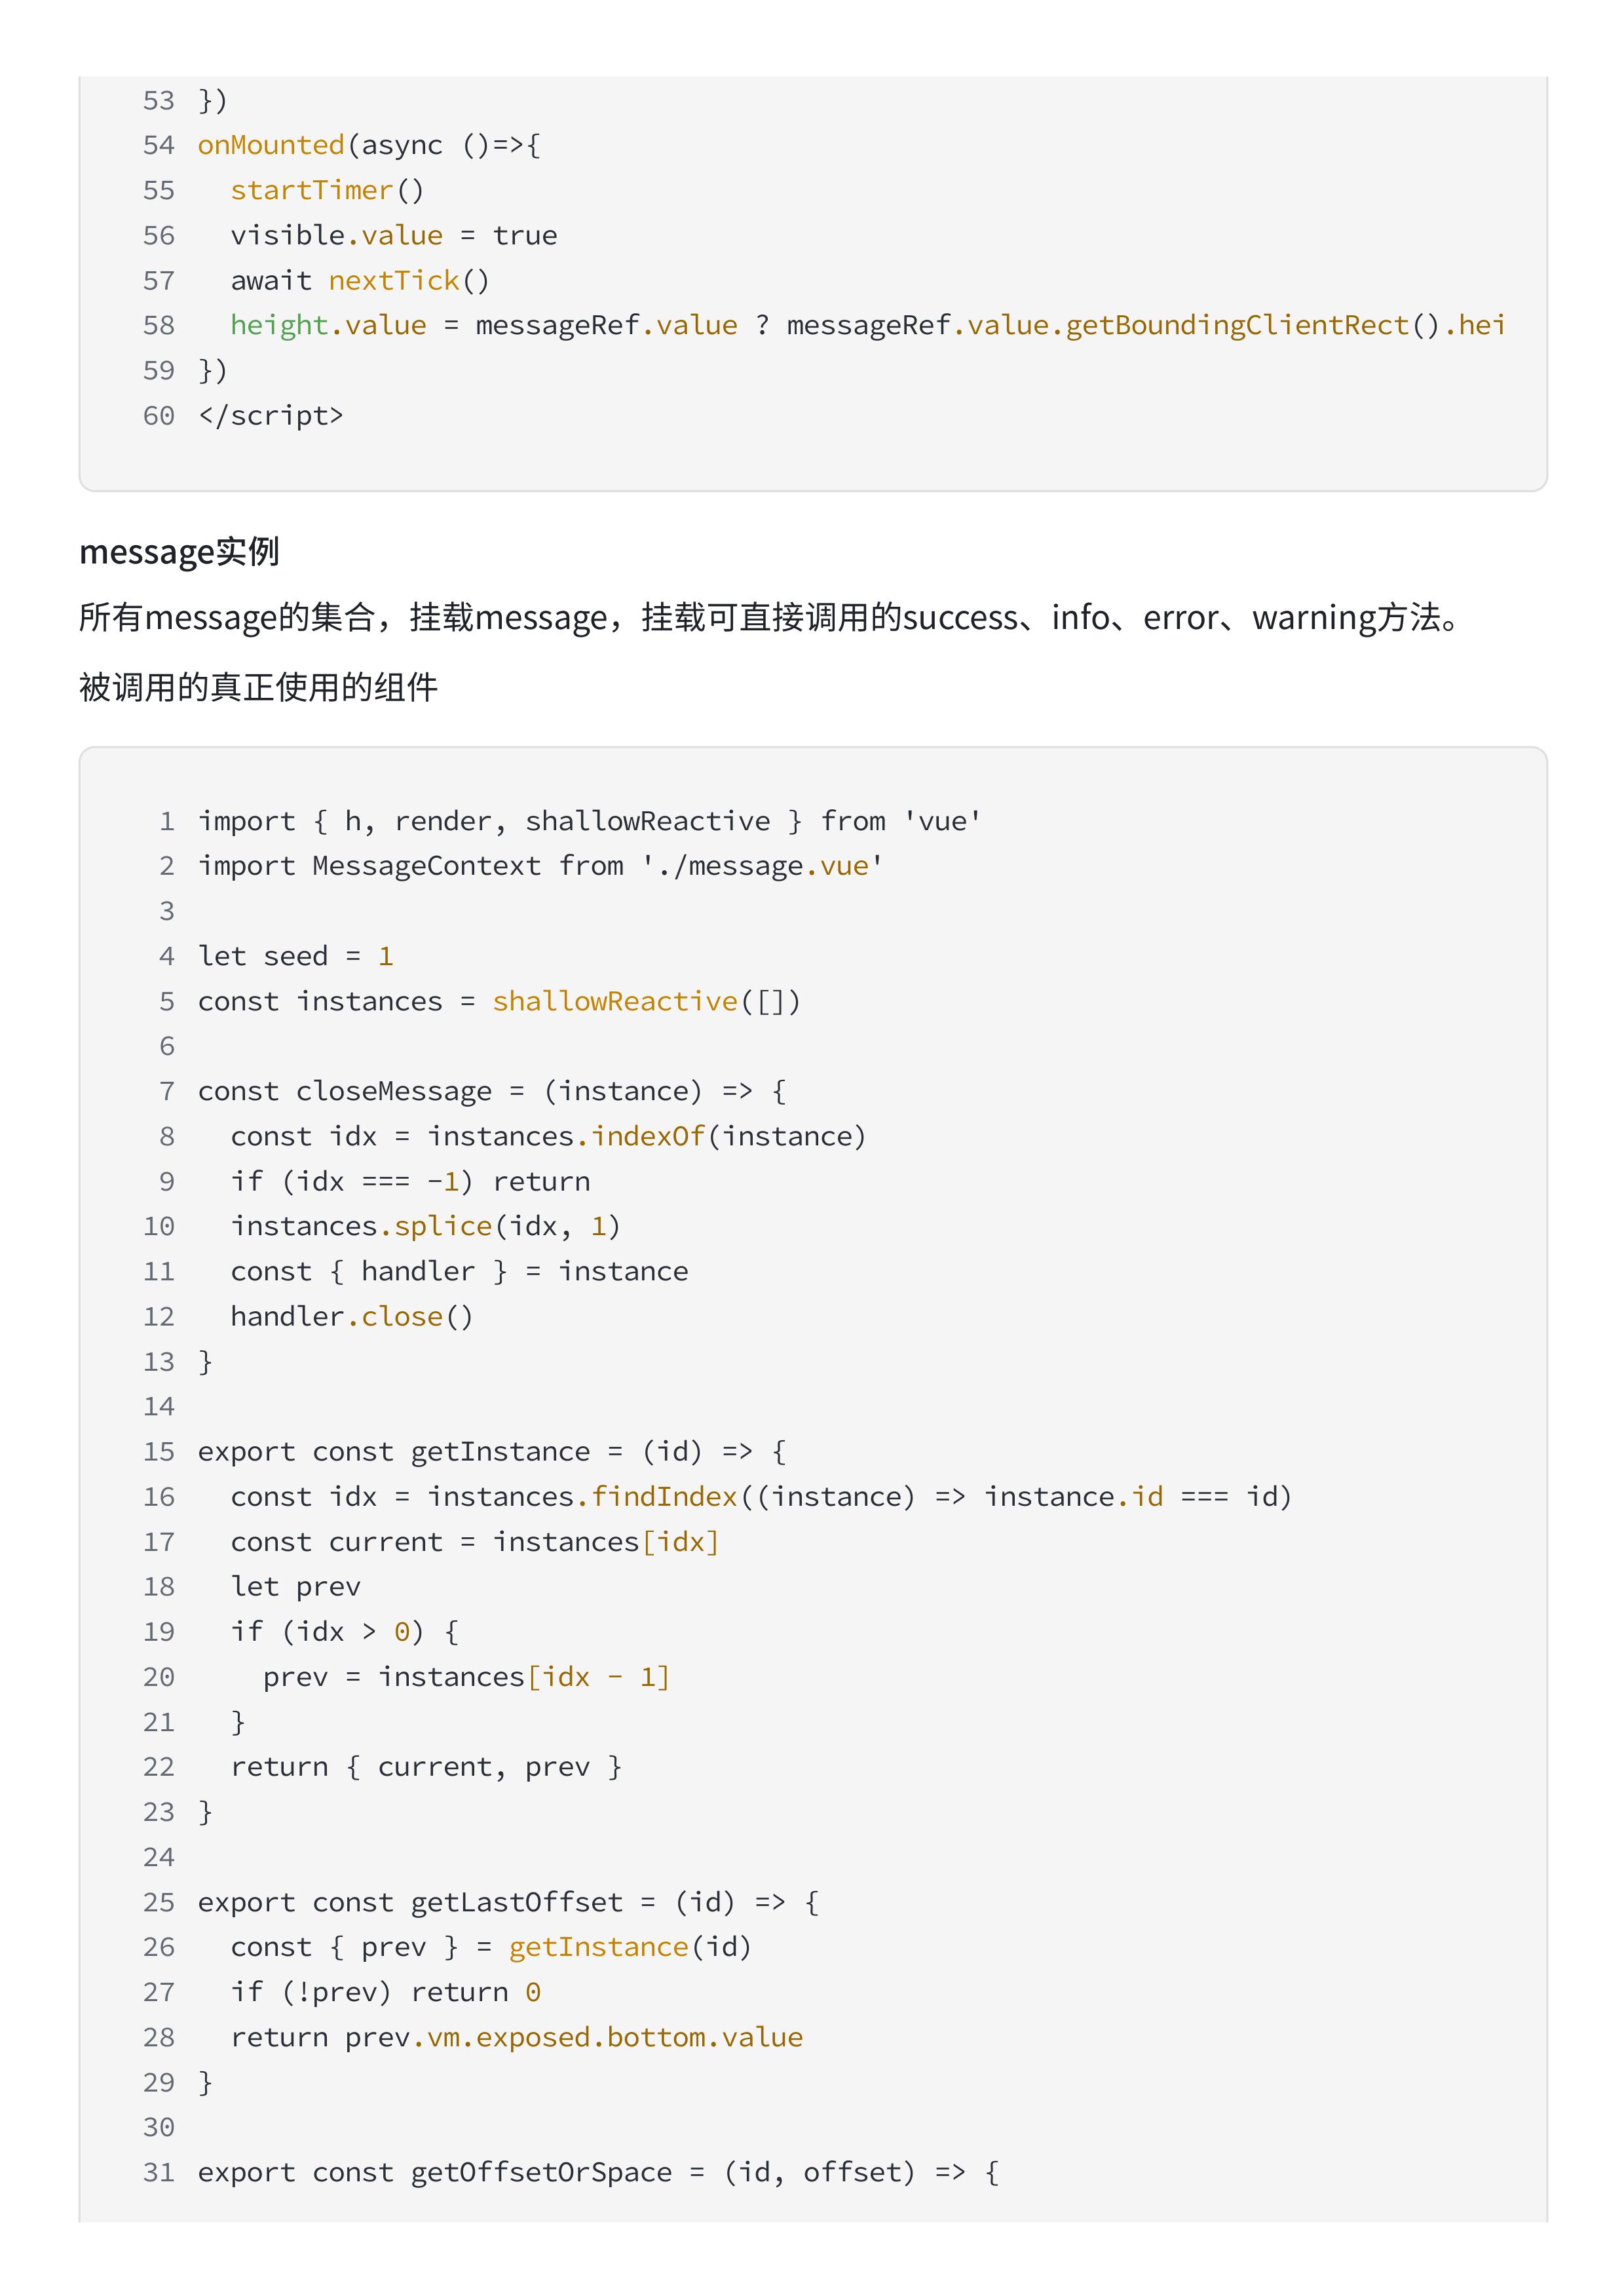 53 })
54 onMounted(async ()=>{
55   startTimer()
56   visible.value = true
57   await nextTick()
58   height.value = messageRef.value ? messageRef.value.getBoundingClientRect().hei
59 })
60 </script>
message实例
所有message的集合，挂载message，挂载可直接调用的success、info、error、warning方法。
被调用的真正使用的组件
1 import { h, render, shallowReactive } from 'vue'
2 import MessageContext from './message.vue'
3
4 let seed = 1
5 const instances = shallowReactive([])
6
7 const closeMessage = (instance) => {
8   const idx = instances.indexOf(instance)
9   if (idx === -1) return
10   instances.splice(idx, 1)
11   const { handler } = instance
12   handler.close()
13 }
14
15 export const getInstance = (id) => {
16   const idx = instances.findIndex((instance) => instance.id === id)
17   const current = instances[idx]
18   let prev
19   if (idx > 0) {
20     prev = instances[idx - 1]
21   }
22   return { current, prev }
23 }
24
25 export const getLastOffset = (id) => {
26   const { prev } = getInstance(id)
27   if (!prev) return 0
28   return prev.vm.exposed.bottom.value
29 }
30
31 export const getOffsetOrSpace = (id, offset) => {